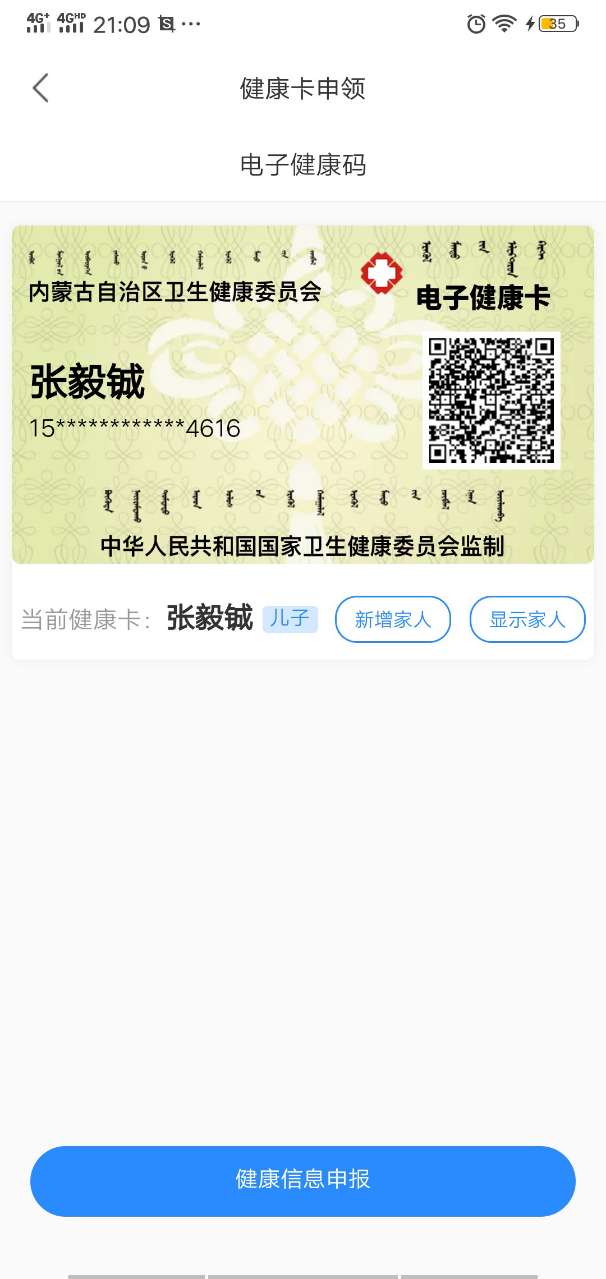 4G+ 4GHD 21:09 ··· 35
健康卡申领
电子健康码
内蒙古自治区卫生健康委员会
电子健康卡
张毅铖
15************4616
中华人民共和国国家卫生健康委员会监制
当前健康卡： 张毅铖 儿子 新增家人 显示家人
健康信息申报